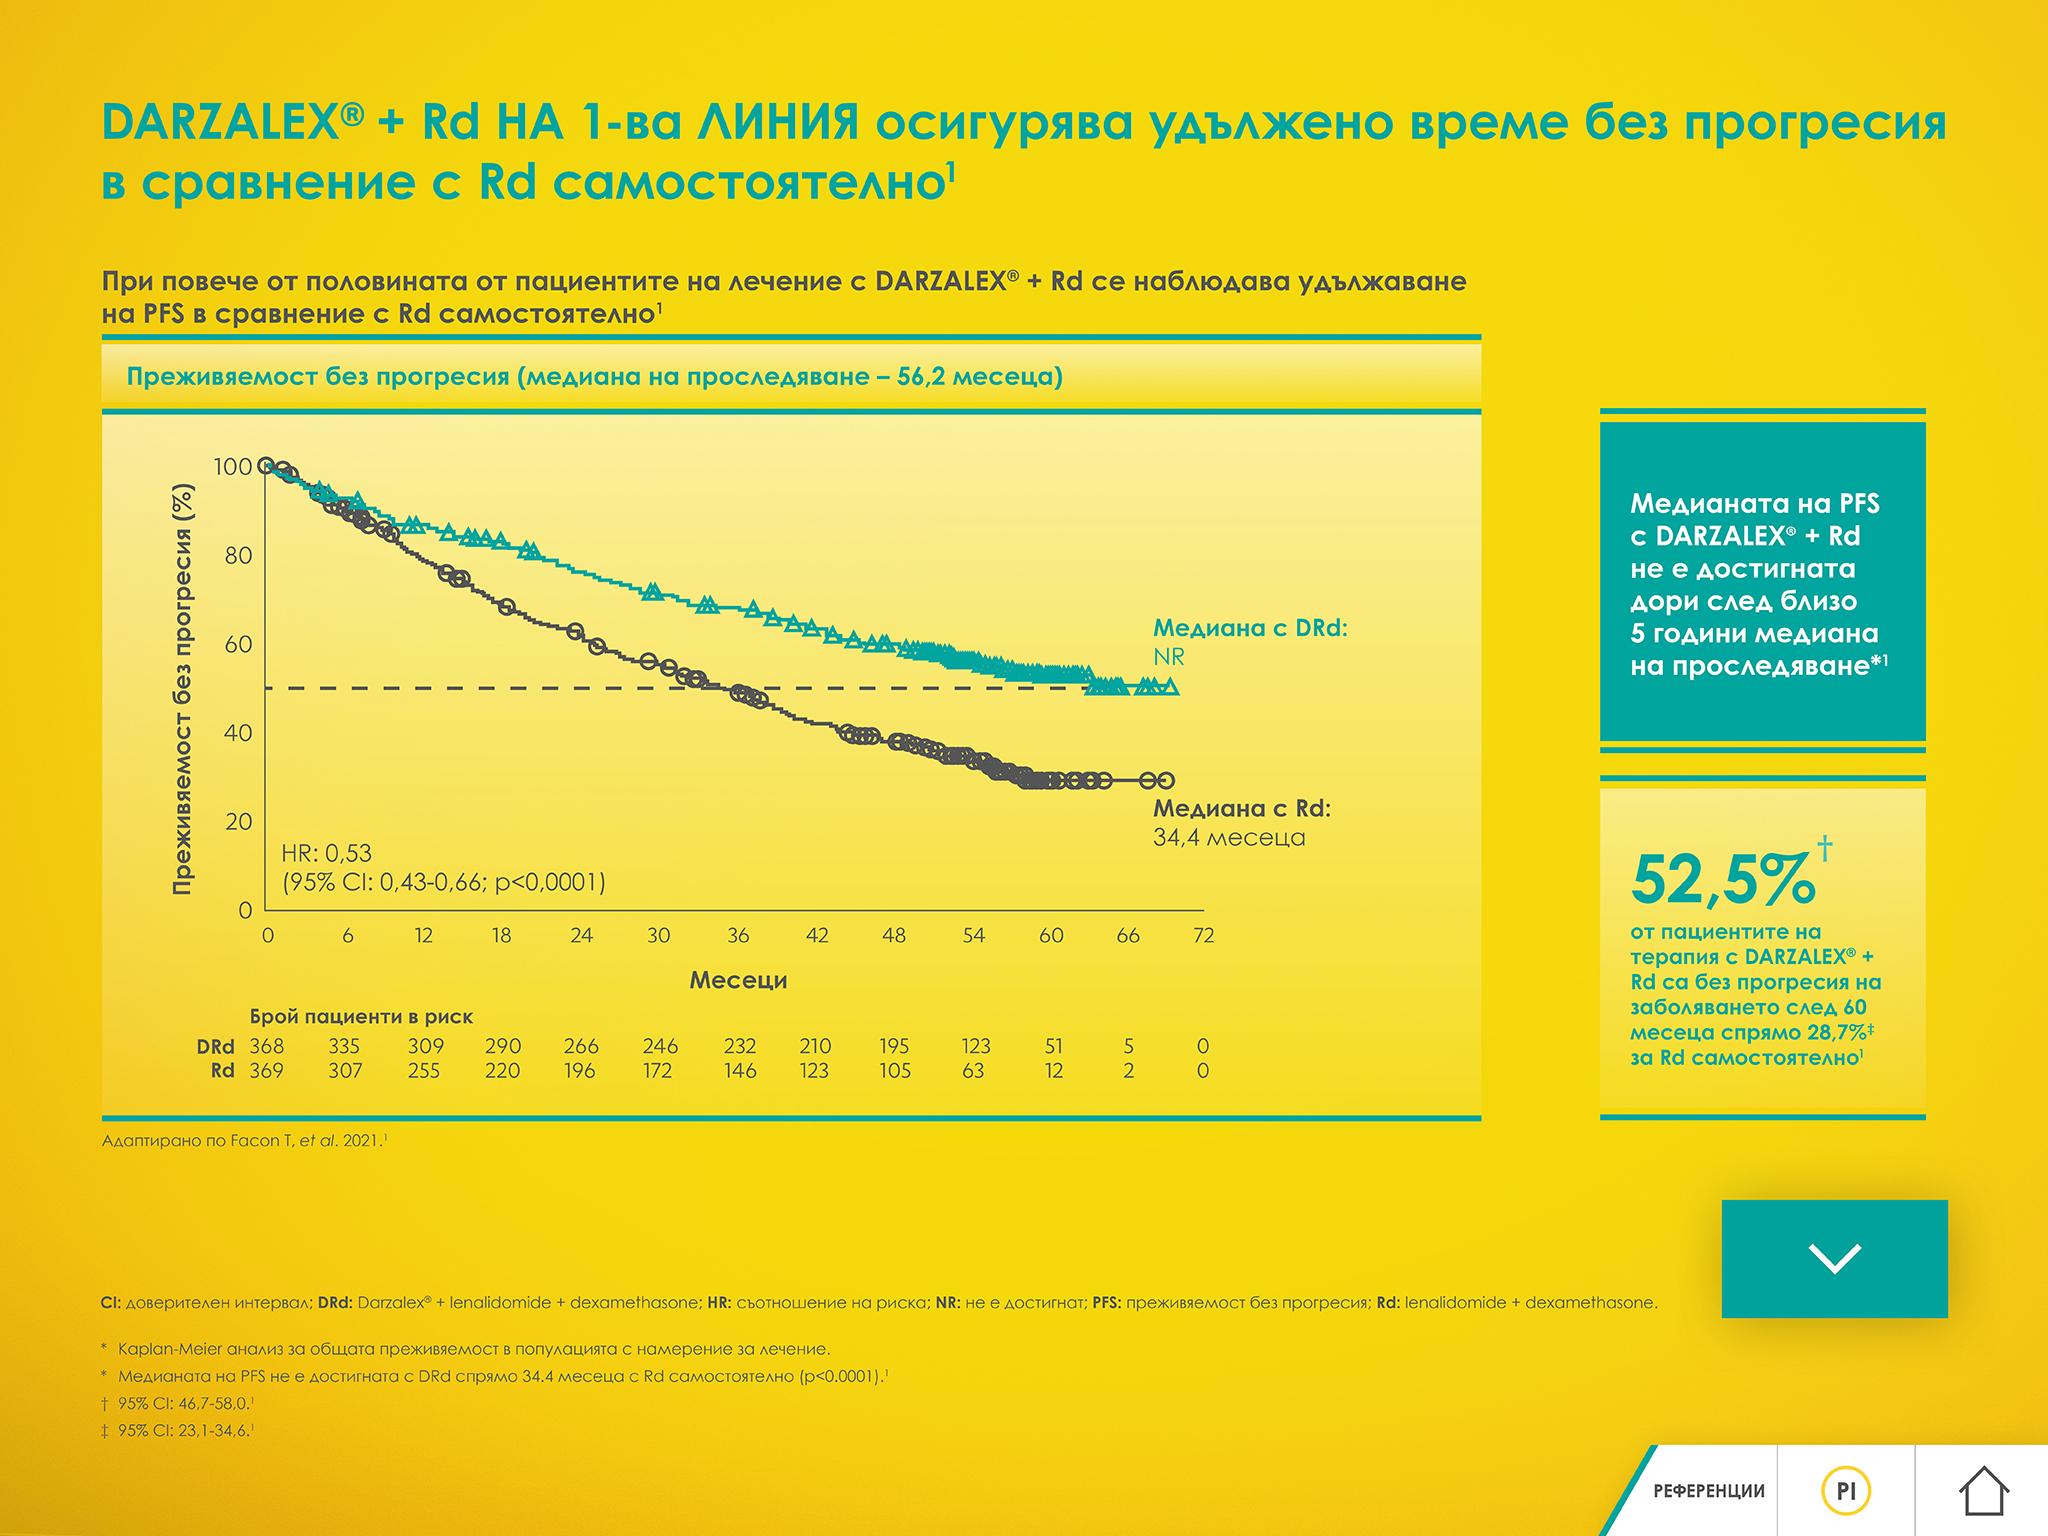 DARZALEX® + Rd НА 1-ва ЛИНИЯ осигурява удължено време без прогресия
в сравнение с Rd самостоятелно¹
При повече от половината от пациентите на лечение с DARZALEX® + Rd се наблюдава удължаване
на PFS в сравнение с Rd самостоятелно¹
Преживяемост без прогресия (медиана на проследяване – 56,2 месеца)
Преживяемост без прогресия (%)
100
80
60
40
20
0
Медиана с DRd:
NR
Медиана с Rd:
34,4 месеца
HR: 0,53
(95% CI: 0,43-0,66; p<0,0001)
0 6 12 18 24 30 36 42 48 54 60 66 72
Месеци
Брой пациенти в риск
DRd 368 335 309 290 266 246 232 210 195 123 51 5 0
Rd 369 307 255 220 196 172 146 123 105 63 12 2 0
Адаптирано по Facon T, et al. 2021.¹
Медианата на PFS
с DARZALEX® + Rd
не е достигната
дори след близо
5 години медиана
на проследяване*¹
52,5%†
от пациентите на
терапия с DARZALEX® +
Rd са без прогресия на
заболяването след 60
месеца спрямо 28,7%‡
за Rd самостоятелно¹
CI: доверителен интервал; DRd: Darzalex® + lenalidomide + dexamethasone; HR: съотношение на риска; NR: не е достигнат; PFS: преживяемост без прогресия; Rd: lenalidomide + dexamethasone.
* Kaplan-Meier анализ за общата преживяемост в популацията с намерение за лечение.
* Медианата на PFS не е достигната с DRd спрямо 34.4 месеца с Rd самостоятелно (p<0.0001).¹
† 95% CI: 46,7-58,0.¹
‡ 95% CI: 23,1-34,6.¹
РЕФЕРЕНЦИИ
PI